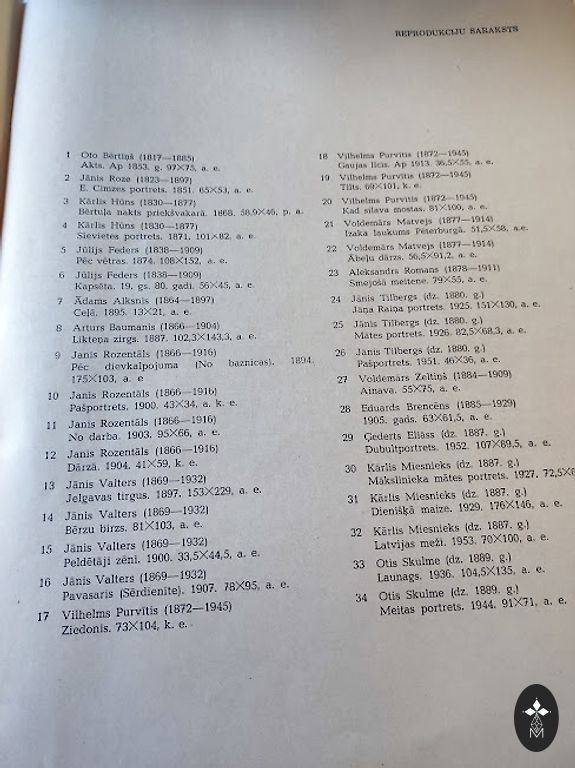 REPRODUKCIJU SARAKSTS
1 Oto Bērtiņš (1817—1885)
Akts. Ap 1853. g. 97×75, a. e.
2 Jānis Roze (1823—1897)
E. Cimzes portrets. 1851. 65×53, a. e.
3 Kārlis Hūns (1830—1877)
Bērtuļa nakts priekšvakarā. 1868. 58,9×46, p. a.
4 Kārlis Hūns (1830—1877)
Sievietes portrets. 1871, 101×82, a. e.
5 Jūlijs Feders (1838—1909)
Pēc vētras. 1874. 108×152, a. e.
6 Jūlijs Feders (1838—1909)
Kapsēta. 19. gs. 80. gadi. 56×45, a. e.
7 Ādams Alksnis (1864—1897)
Ceļā. 1895. 13×21, a. e.
8 Arturs Baumanis (1866—1904)
Likteņa zirgs. 1887. 102,3×143,3, a. e.
9 Janis Rozentāls (1866—1916)
Pēc dievkalpojuma (No baznīcas). 1894.
175×103, a. e
10 Janis Rozentāls (1866—1916)
Pašportrets. 1900. 43×34, a. k. e.
11 Janis Rozentāls (1866—1916)
No darba. 1903. 95×66, a. e.
12 Janis Rozentāls (1866—1916)
Dārzā. 1904. 41×59, k. e.
13 Jānis Valters (1869—1932)
Jelgavas tirgus. 1897. 153×229, a. e.
14 Jānis Valters (1869—1932)
Bērzu birzs. 81×103, a. e.
15 Jānis Valters (1869—1932)
Peldētāji zēni. 1900. 33,5×44,5, a. e.
16 Jānis Valters (1869—1932)
Pavasaris (Sērdienīte). 1907. 78×95, a. e.
17 Vilhelms Purvītis (1872—1945)
Ziedonis. 73×104, k. e.
18 Vilhelms Purvītis (1872—1945)
Gaujas līcis. Ap 1913. 36,5×55, a. e.
19 Vilhelms Purvītis (1872—1945)
Tilts. 69×101, k. e.
20 Vilhelms Purvītis (1872—1945)
Kad silava mostas. 81×100, a. e.
21 Voldemārs Matvejs (1877—1914)
Īzaka laukums Pēterburgā. 51,5×58, a.e.
22 Voldemārs Matvejs (1877—1914)
Ābeļu dārzs. 56,5×91,2, a. e.
23 Aleksandrs Romans (1878—1911)
Smejošā meitene. 79×55, a. e.
24 Jānis Tilbergs (dz. 1880. g.)
Jāņa Raiņa portrets. 1925. 151×130, a. e.
25 Jānis Tilbergs (dz. 1880. g.)
Mātes portrets. 1926. 82,5×68,3, a. e.
26 Jānis Tilbergs (dz. 1880. g.)
Pašportrets. 1951. 46×36, a. e.
27 Voldemārs Zeltiņš (1884—1909)
Ainava. 55×75, a. e.
28 Eduards Brencēns (1885—1929)
1905. gads. 63×61,5, a. e.
29 Ģederts Eliass (dz. 1887. g.)
Dubultportrets. 1952. 107×89,5, a. e.
30 Kārlis Miesnieks (dz. 1887. g.)
Mākslinieka mātes portrets. 1927. 72,5×6
31 Kārlis Miesnieks (dz. 1887. g.)
Dienišķā maize. 1929. 176×146, a. e.
32 Kārlis Miesnieks (dz. 1887. g.)
Latvijas meži. 1953. 70×100, a. e.
33 Otis Skulme (dz. 1889. g.)
Launags. 1936. 104,5×135, a. e.
34 Otis Skulme (dz. 1889. g.)
Meitas portrets. 1944. 91×71, a. e.
M